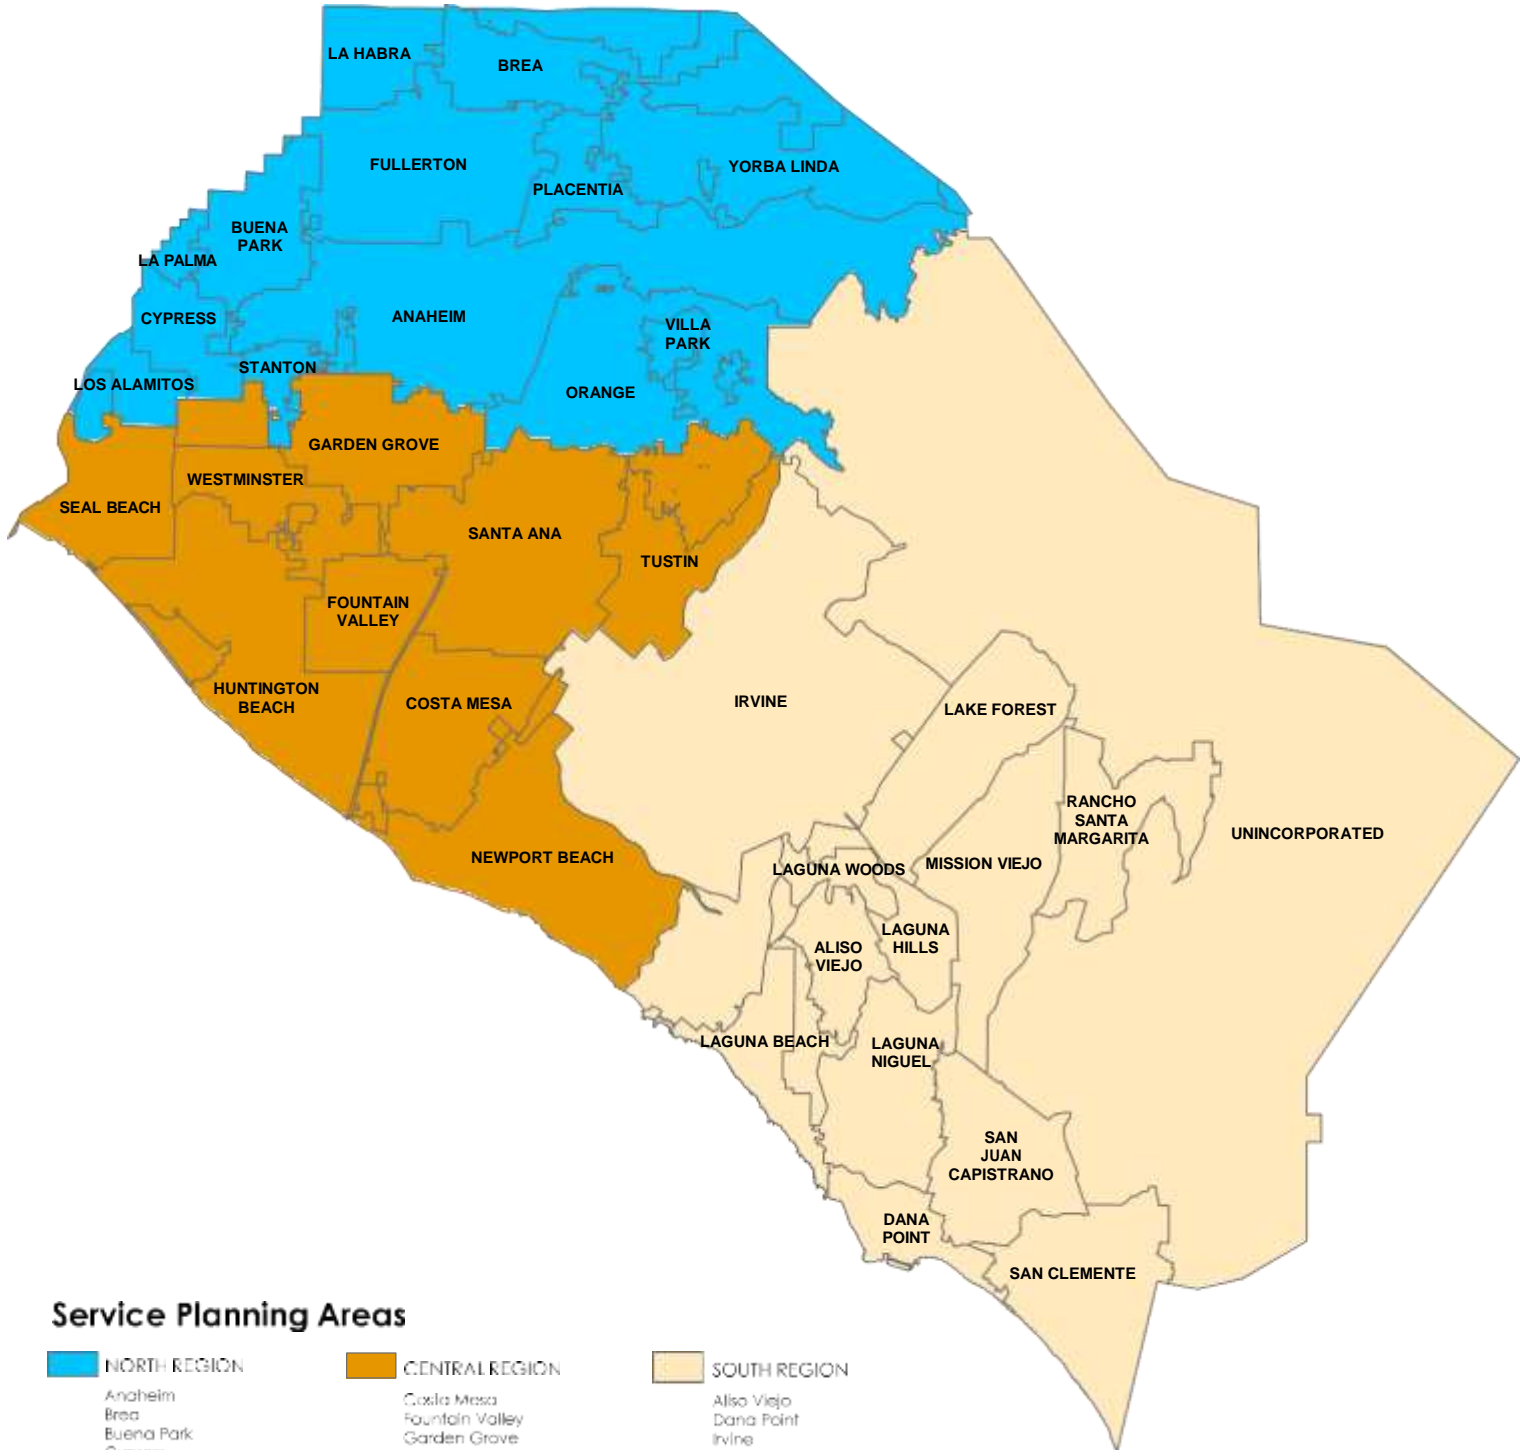 LA HABRA
BREA
FULLERTON
YORBA LINDA
PLACENTIA
BUENA
PARK
LA PALMA
CYPRESS
ANAHEIM
VILLA
PARK
STANTON
LOS ALAMITOS
ORANGE
GARDEN GROVE
WESTMINSTER
SEAL BEACH
SANTA ANA
TUSTIN
FOUNTAIN
VALLEY
HUNTINGTON
BEACH
COSTA MESA
IRVINE
LAKE FOREST
RANCHO
SANTA
MARGARITA
UNINCORPORATED
NEWPORT BEACH
LAGUNA WOODS
MISSION VIEJO
LAGUNA
HILLS
ALISO
VIEJO
LAGUNA BEACH
LAGUNA
NIGUEL
SAN
JUAN
CAPISTRANO
DANA
POINT
SAN CLEMENTE
Service Planning Areas
NORTH REGION
Anaheim
Brea
Buena Park
CENTRAL REGION
Costa Mesa
Fountain Valley
Garden Grove
SOUTH REGION
Aliso Viejo
Dana Point
Irvine